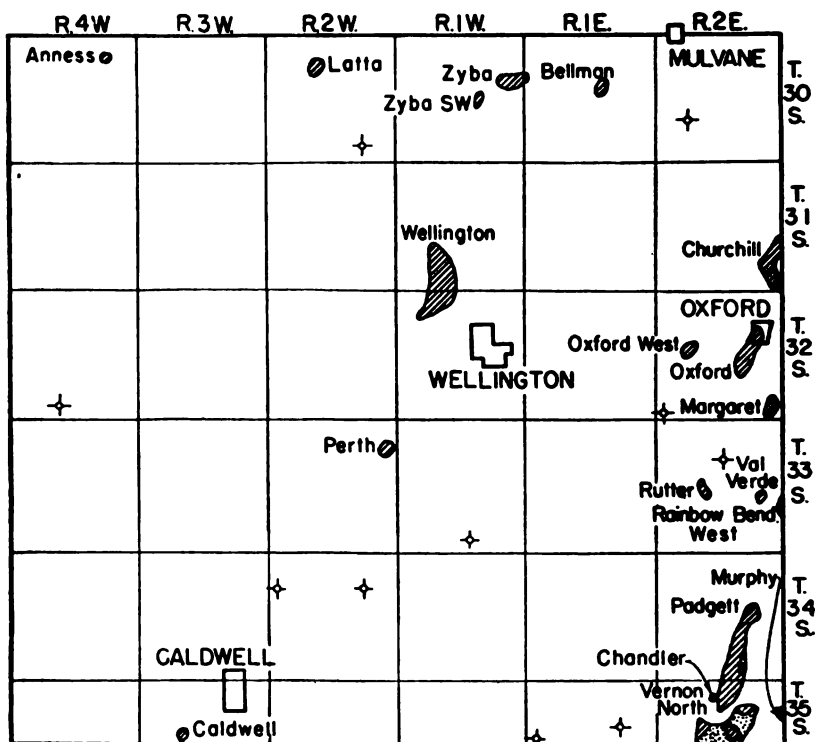 R.4W R.3W. R.2W. R.1W. R.1E. R.2E.
Anness
Latta
Zyba
Bellman
MULVANE
Zyba SW
T.
30
S.
Wellington
Churchill
T.
31
S.
OXFORD
Oxford West
Oxford
WELLINGTON
Margaret
T.
32
S.
Perth
Val
Verde
Rutter
Rainbow Bend
West
T.
33
S.
Murphy
Padgett
T.
34
S.
CALDWELL
Chandler
Vernon
North
Caldwell
T.
35
S.